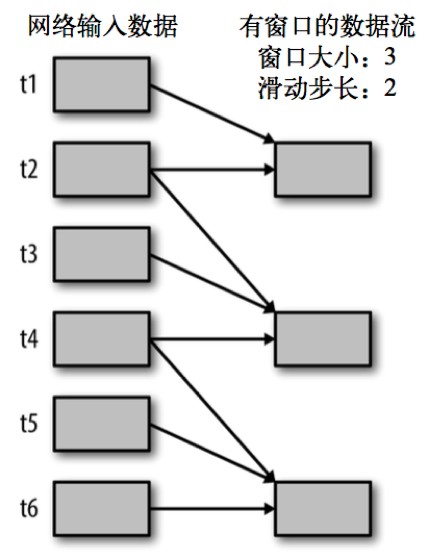 网络输入数据
有窗口的数据流
窗口大小：3
滑动步长：2
t1
t2
t3
t4
t5
t6